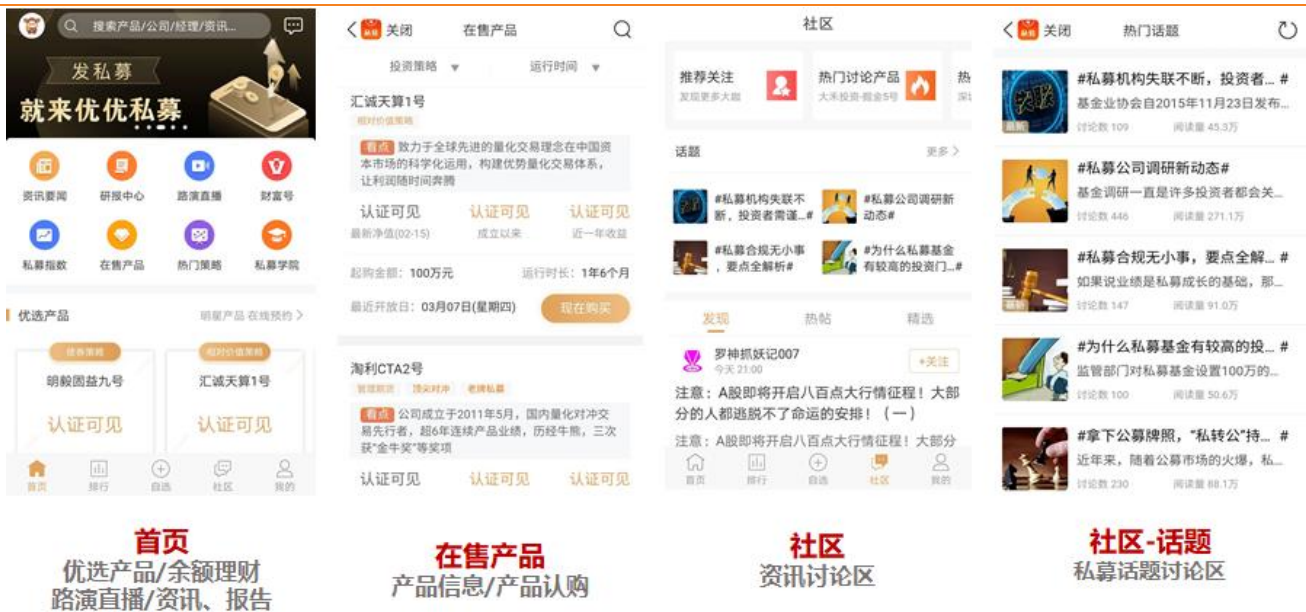 搜索产品/公司/经理/资讯...
发私募
就来优优私募
资讯要闻
研报中心
路演直播
财富号
私募指数
在售产品
热门策略
私募学院
优选产品
明星产品 在线预约 >
债券策略
相对价值策略
明毅固益九号
汇诚天算1号
认证可见
认证可见
首页
排行
自选
社区
我的
首页
优选产品/余额理财
路演直播/资讯、报告
关闭
在售产品
投资策略
运行时间
汇诚天算1号
相对价值策略
看点 致力于全球先进的量化交易理念在中国资
本市场的科学化运用，构建优势量化交易体系，
让利润随时间奔腾
认证可见 认证可见 认证可见
最新净值(02-15) 成立以来 近一年收益
起购金额：100万元 运行时长：1年6个月
最近开放日：03月07日(星期四)
现在购买
淘利CTA2号
管理期货 顶尖对冲 老牌私募
看点 公司成立于2011年5月，国内量化对冲交
易先行者，超6年连续产品业绩，历经牛熊，三次
获“金牛奖”等奖项
认证可见 认证可见 认证可见
在售产品
产品信息/产品认购
社区
推荐关注
发现更多大咖
热门讨论产品
大禾投资-掘金5号
热
深
话题
更多 >
#私募机构失联不
断，投资者需谨...#
#私募公司调研新
动态#
#私募合规无小事
，要点全解析#
#为什么私募基金
有较高的投资门...#
发现
热帖
精选
罗神抓妖记007
今天 21:00
+关注
注意：A股即将开启八百点大行情征程！大部
分的人都逃脱不了命运的安排！（一）
注意：A股即将开启八百点大行情征程！大部分
首页
排行
自选
社区
我的
社区
资讯讨论区
关闭
热门话题
失联
最新
#私募机构失联不断，投资者... #
基金业协会自2015年11月23日发布...
讨论数 109 阅读量 45.3万
#私募公司调研新动态#
基金调研一直是许多投资者都会关...
讨论数 446 阅读量 271.1万
最新
#私募合规无小事，要点全解... #
如果说业绩是私募成长的基础，那...
讨论数 147 阅读量 91.0万
#为什么私募基金有较高的投... #
监管部门对私募基金设置100万的...
讨论数 100 阅读量 50.6万
#拿下公募牌照，“私转公”持... #
近年来，随着公募市场的火爆，私...
讨论数 230 阅读量 88.1万
社区-话题
私募话题讨论区